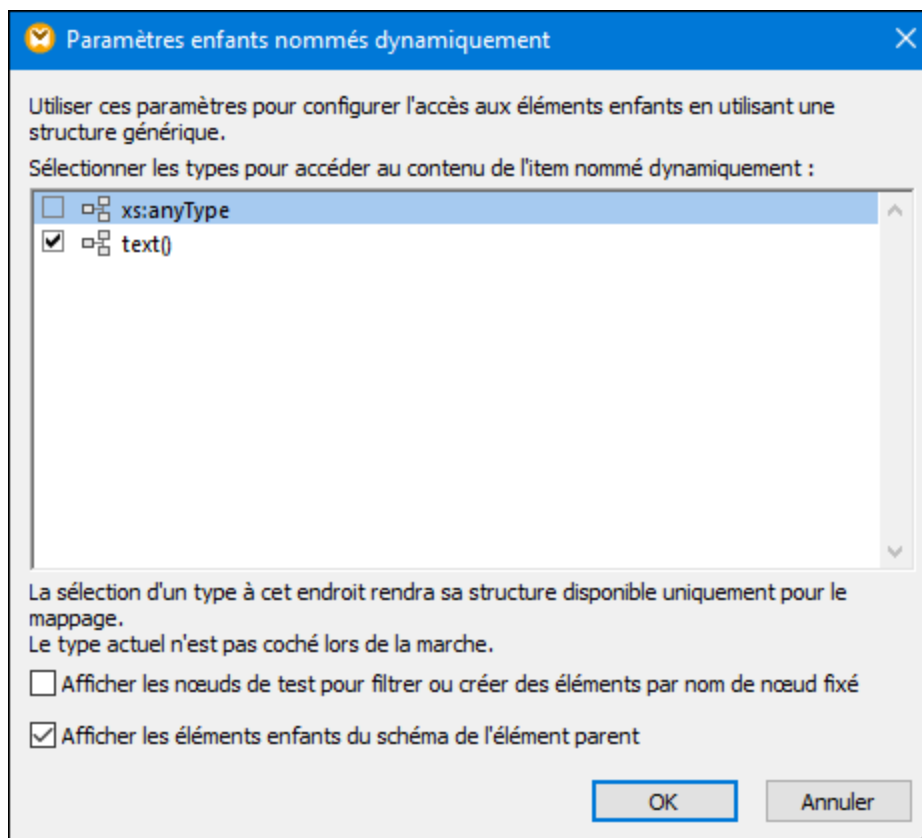 Paramètres enfants nommés dynamiquement
Utiliser ces paramètres pour configurer l'accès aux éléments enfants en utilisant une
structure générique.
Sélectionner les types pour accéder au contenu de l'item nommé dynamiquement :
xs:anyType
text()
La sélection d'un type à cet endroit rendra sa structure disponible uniquement pour le
mappage.
Le type actuel n'est pas coché lors de la marche.
Afficher les nœuds de test pour filtrer ou créer des éléments par nom de nœud fixé
Afficher les éléments enfants du schéma de l'élément parent
OK Annuler